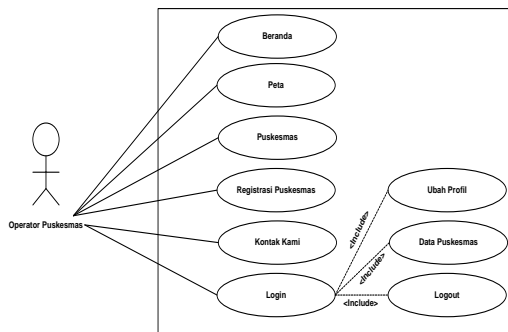 Beranda
Peta
Puskesmas
Registrasi Puskesmas
Ubah Profil
Operator Puskesmas
<Include>
Kontak Kami
<Include>
Data Puskesmas
Login
<Include>
Logout